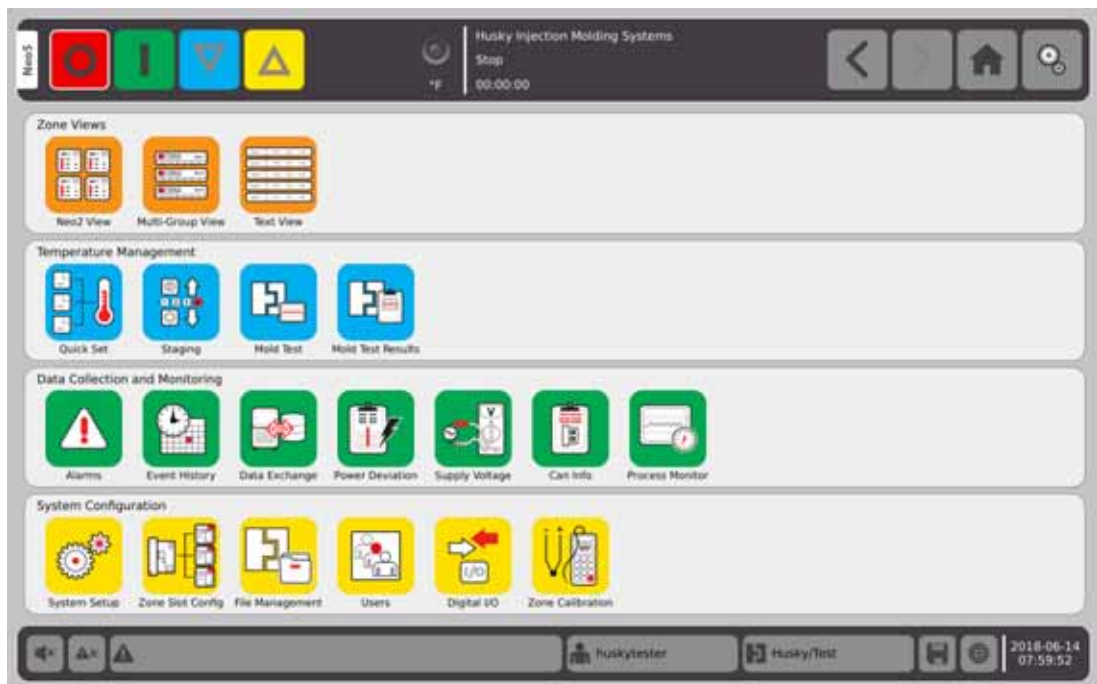 Neo5
Husky Injection Molding Systems
Stop
°F
00:00:00
Zone Views
Neo2 View
Multi-Group View
Text View
Temperature Management
Quick Set
Staging
Mold Test
Mold Test Results
Data Collection and Monitoring
V
Alarms
Event History
Data Exchange
Power Deviation
Supply Voltage
Can Info
Process Monitor
System Configuration
I/O
System Setup
Zone Slot Config
File Management
Users
Digital I/O
Zone Calibration
huskytester
Husky/Test
2018-06-14
07:59:52